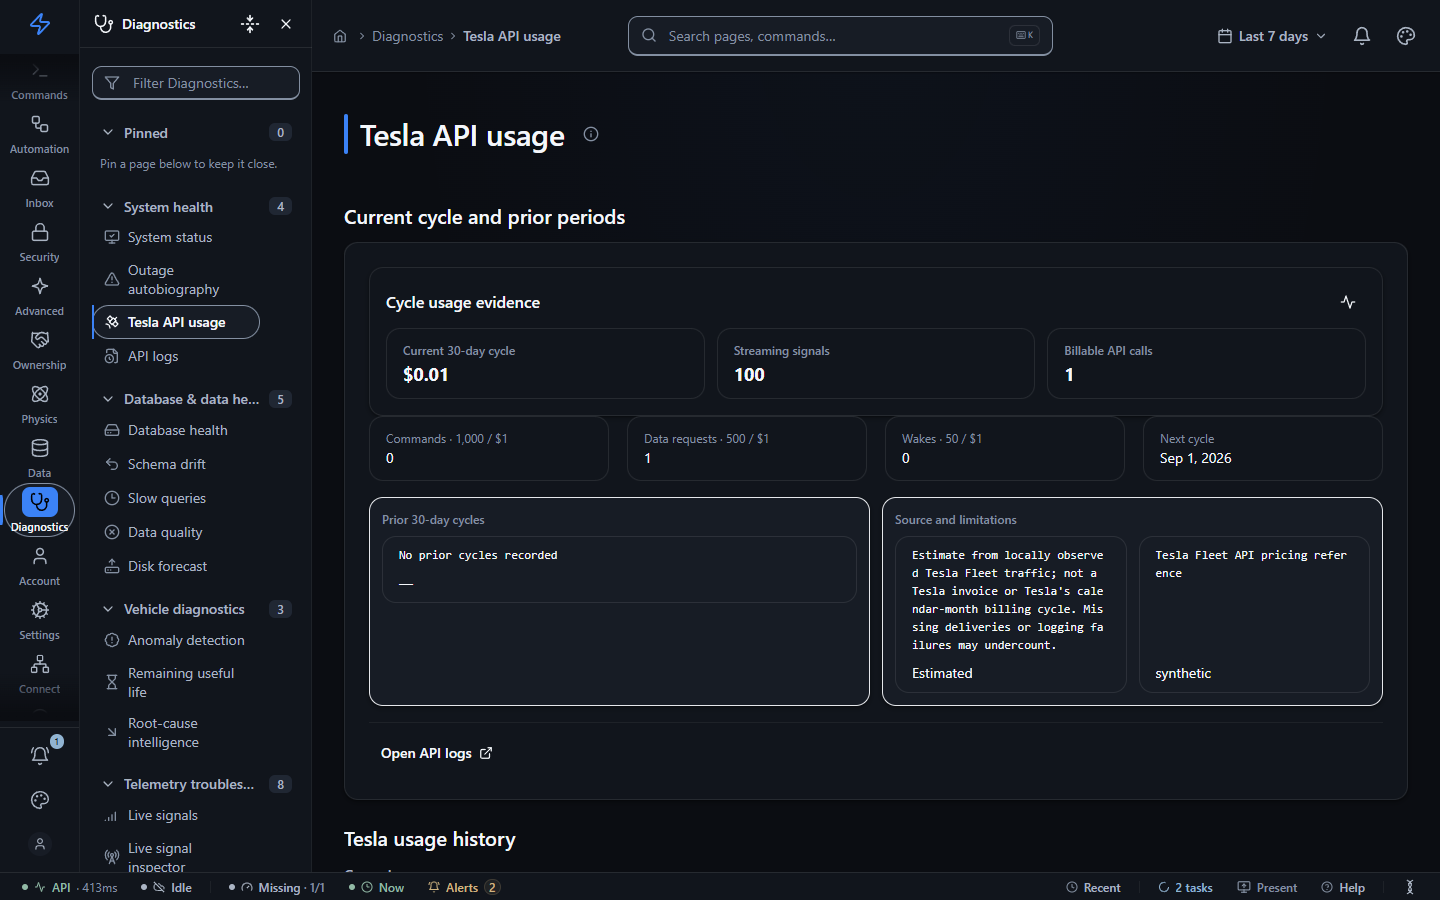 Diagnostics
Diagnostics
Tesla API usage
Search pages, commands...
K
Last 7 days
Commands
Automation
Inbox
Security
Advanced
Ownership
Physics
Data
Diagnostics
Account
Settings
Connect
1
Filter Diagnostics...
Pinned
0
Pin a page below to keep it close.
System health
4
System status
Outage
autobiography
Tesla API usage
API logs
Database & data he...
5
Database health
Schema drift
Slow queries
Data quality
Disk forecast
Vehicle diagnostics
3
Anomaly detection
Remaining useful
life
Root-cause
intelligence
Telemetry troubles...
8
Live signals
Live signal
inspector
Tesla API usage
Current cycle and prior periods
Cycle usage evidence
Current 30-day cycle
$0.01
Streaming signals
100
Billable API calls
1
Commands · 1,000 / $1
0
Data requests · 500 / $1
1
Wakes · 50 / $1
0
Next cycle
Sep 1, 2026
Prior 30-day cycles
No prior cycles recorded
—
Source and limitations
Estimate from locally observe
d Tesla Fleet traffic; not a
Tesla invoice or Tesla's cale
ndar-month billing cycle. Mis
sing deliveries or logging fa
ilures may undercount.
Estimated
Tesla Fleet API pricing refer
ence
synthetic
Open API logs
Tesla usage history
API · 413ms
Idle
Missing · 1/1
Now
Alerts 2
Recent
2 tasks
Present
Help